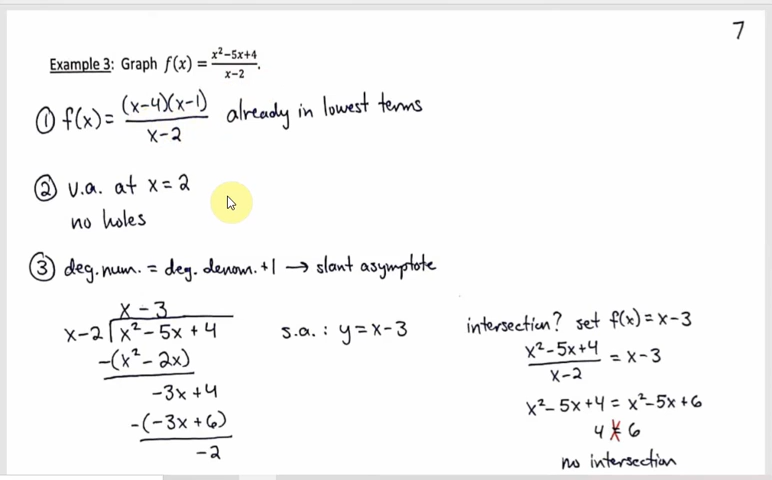 7
Example 3: Graph f(x) = (x²-5x+4)/(x-2).
① f(x) = ((x-4)(x-1))/(x-2) already in lowest terms
② v.a. at x = 2
no holes
③ deg. num. = deg. denom. +1 → slant asymptote
x - 3
x-2 ) x² - 5x + 4
-(x² - 2x)
-3x + 4
-(-3x + 6)
-2
s.a.: y = x-3
intersection? set f(x) = x-3
(x²-5x+4)/(x-2) = x-3
x²-5x+4 = x²-5x+6
4 ≠ 6
no intersection